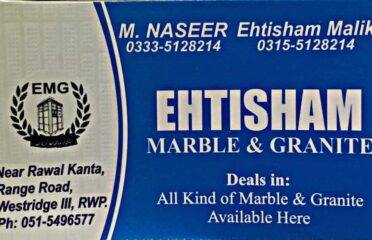 M. NASEER Ehtisham Malik
0333-5128214 0315-5128214
EMG
EHTISHAM
MARBLE & GRANITE
Near Rawal Kanta,
Range Road,
Westridge III, RWP.
Ph: 051-5496577
Deals in:
All Kind of Marble & Granite
Available Here